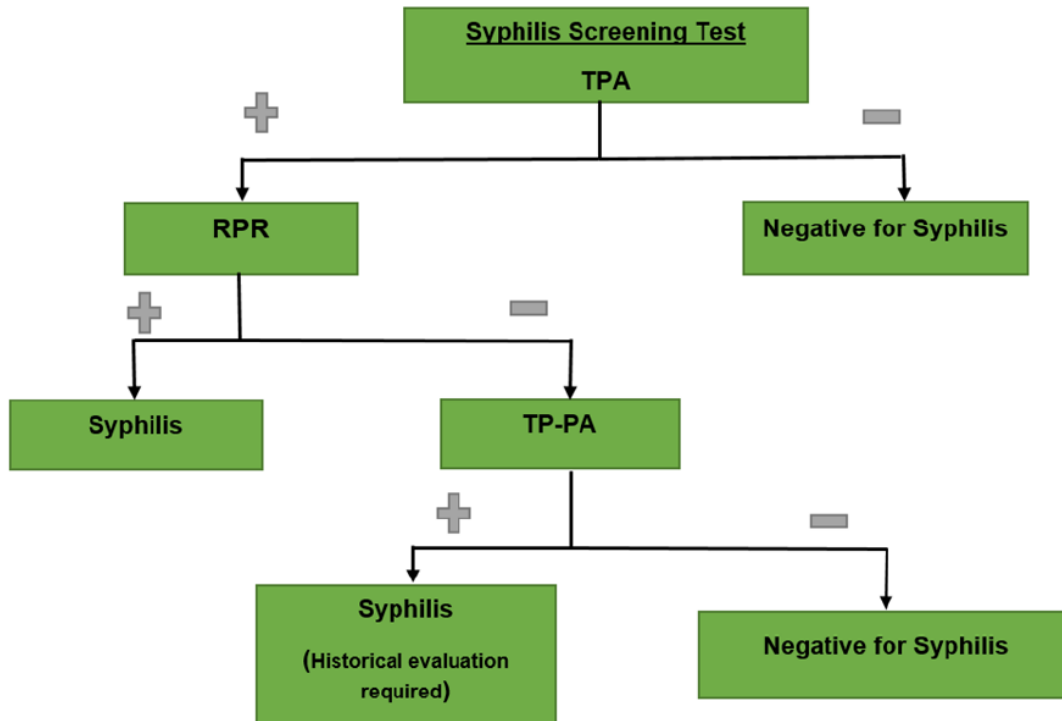 Syphilis Screening Test
TPA
RPR
Negative for Syphilis
Syphilis
TP-PA
Syphilis
(Historical evaluation
required)
Negative for Syphilis